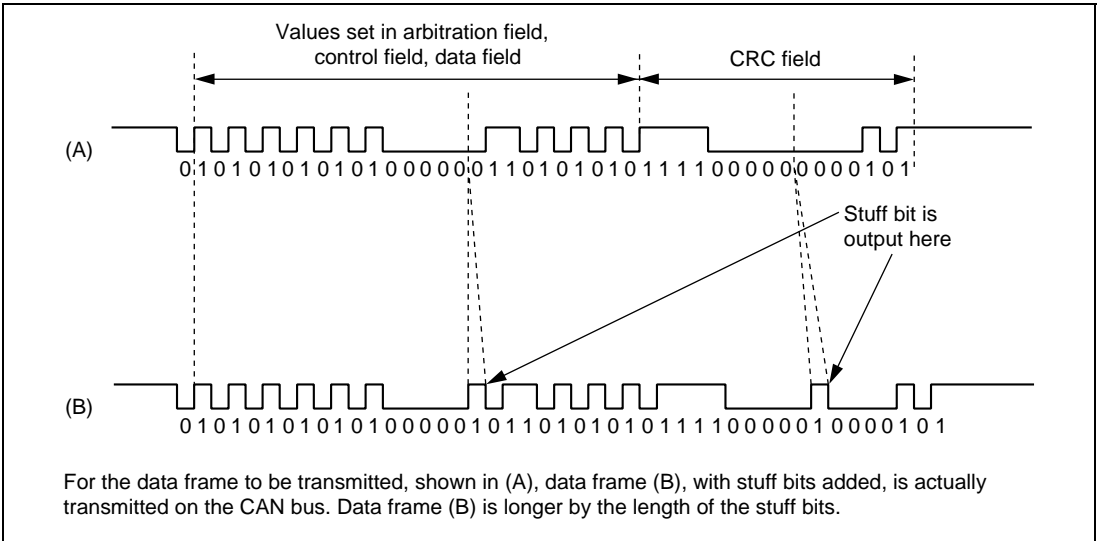 Values set in arbitration field,
control field, data field
CRC field
(A)
0 1 0 1 0 1 0 1 0 1 0 1 0 0 0 0 0 0 1 1 0 1 0 1 0 1 0 1 1 1 1 0 0 0 0 0 0 0 0 0 1 0 1
Stuff bit is
output here
(B)
0 1 0 1 0 1 0 1 0 1 0 1 0 0 0 0 0 1 0 1 1 0 1 0 1 0 1 0 1 1 1 1 0 0 0 0 0 1 0 0 0 0 1 0 1
For the data frame to be transmitted, shown in (A), data frame (B), with stuff bits added, is actually
transmitted on the CAN bus. Data frame (B) is longer by the length of the stuff bits.